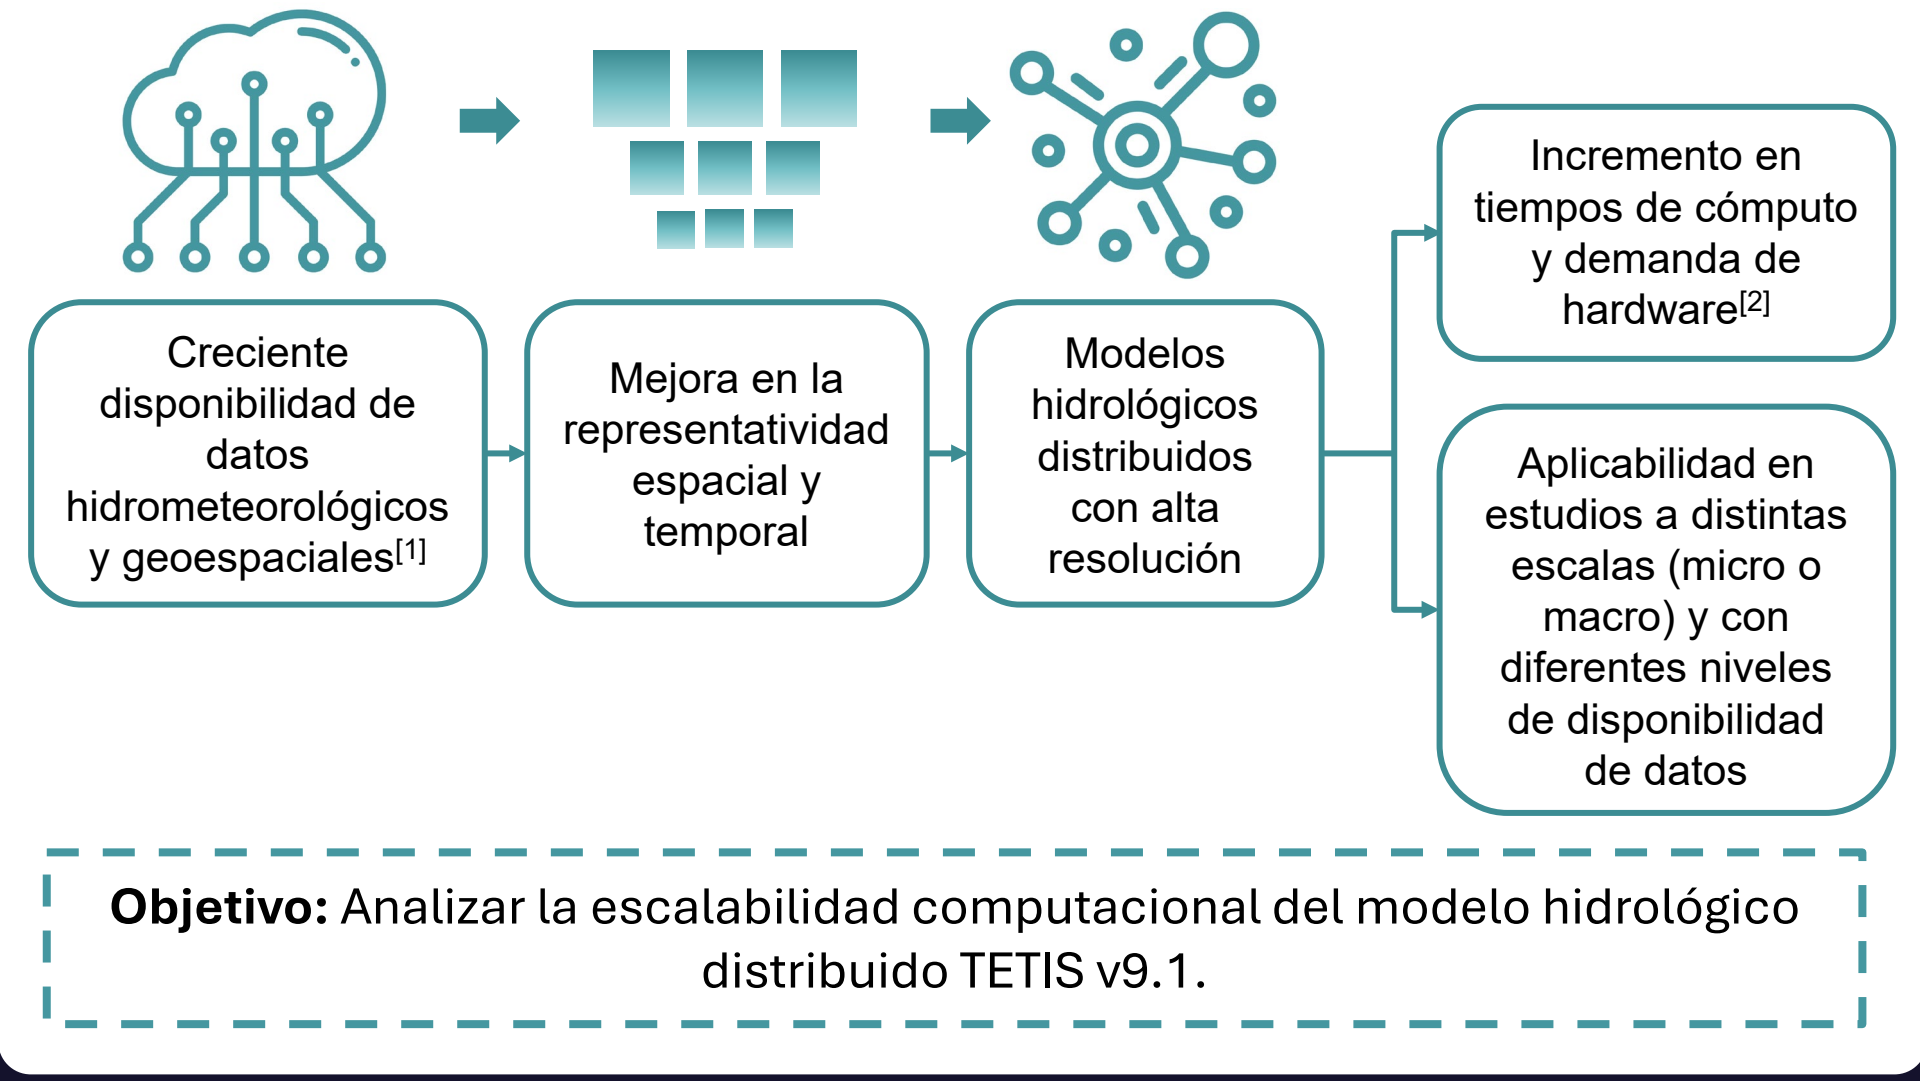 Creciente
disponibilidad de
datos
hidrometeorológicos
y geoespaciales[1]
Mejora en la
representatividad
espacial y
temporal
Modelos
hidrológicos
distribuidos
con alta
resolución
Incremento en
tiempos de cómputo
y demanda de
hardware[2]
Aplicabilidad en
estudios a distintas
escalas (micro o
macro) y con
diferentes niveles
de disponibilidad
de datos
Objetivo: Analizar la escalabilidad computacional del modelo hidrológico
distribuido TETIS v9.1.